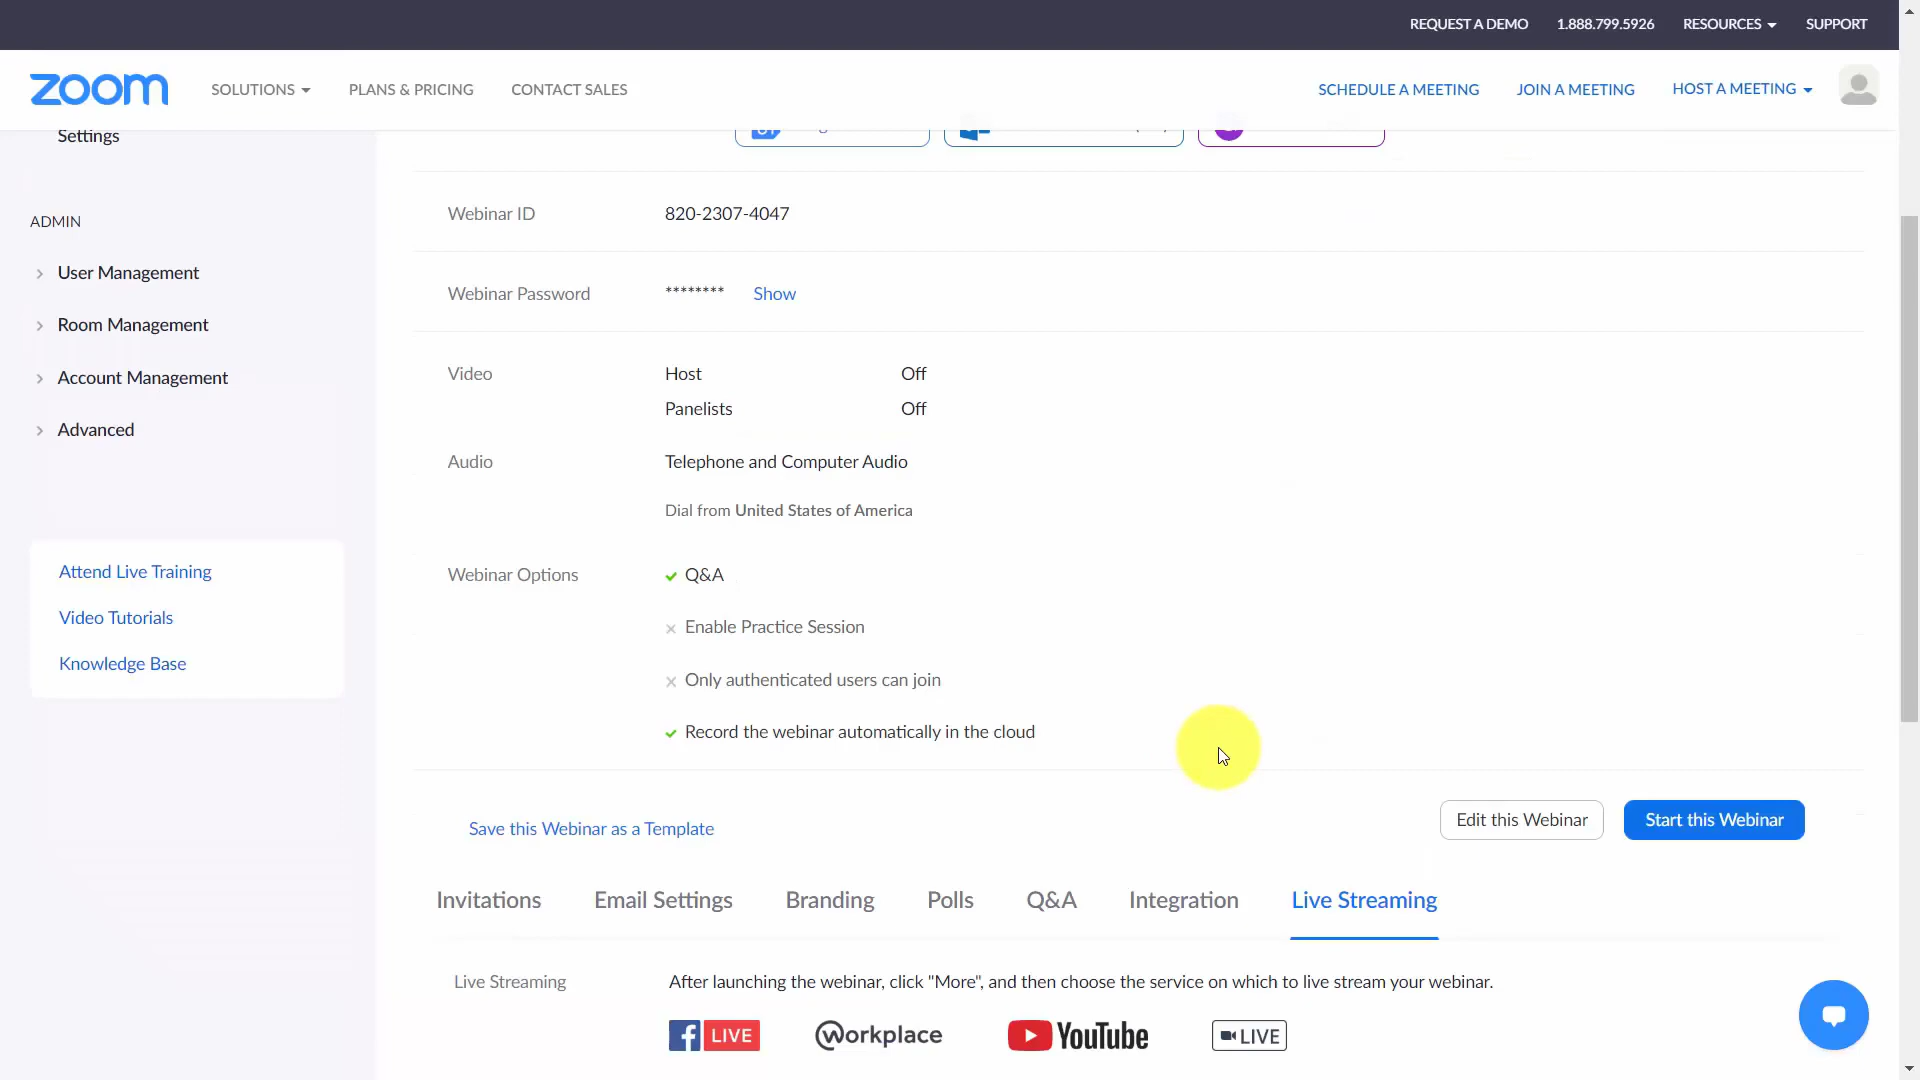 REQUEST A DEMO 1.888.799.5926 RESOURCES SUPPORT
zoom SOLUTIONS PLANS & PRICING CONTACT SALES SCHEDULE A MEETING JOIN A MEETING HOST A MEETING
Settings
ADMIN
User Management
Room Management
Account Management
Advanced
Attend Live Training
Video Tutorials
Knowledge Base
Webinar ID 820-2307-4047
Webinar Password ******** Show
Video Host Off
Panelists Off
Audio Telephone and Computer Audio
Dial from United States of America
Webinar Options Q&A
Enable Practice Session
Only authenticated users can join
Record the webinar automatically in the cloud
Save this Webinar as a Template Edit this Webinar Start this Webinar
Invitations Email Settings Branding Polls Q&A Integration Live Streaming
Live Streaming After launching the webinar, click "More", and then choose the service on which to live stream your webinar.
f LIVE workplace YouTube LIVE